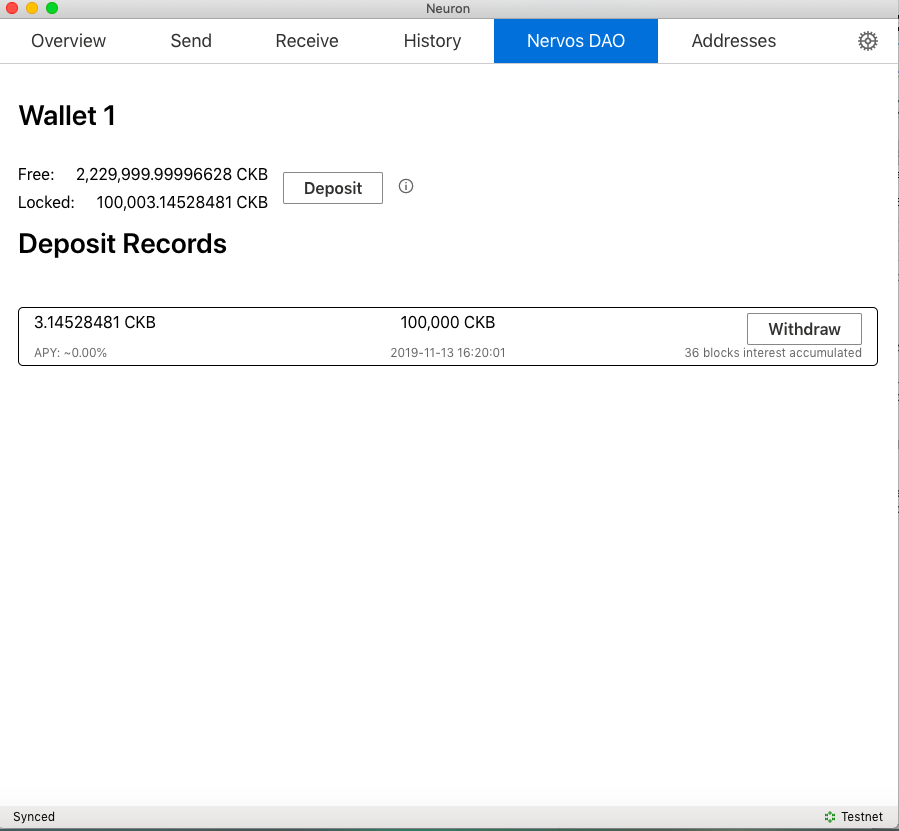 Neuron
Overview Send Receive History Nervos DAO Addresses
Wallet 1
Free: 2,229,999.99996628 CKB
Locked: 100,003.14528481 CKB
Deposit
Deposit Records
3.14528481 CKB 100,000 CKB Withdraw
APY: ~0.00% 2019-11-13 16:20:01 36 blocks interest accumulated
Synced Testnet